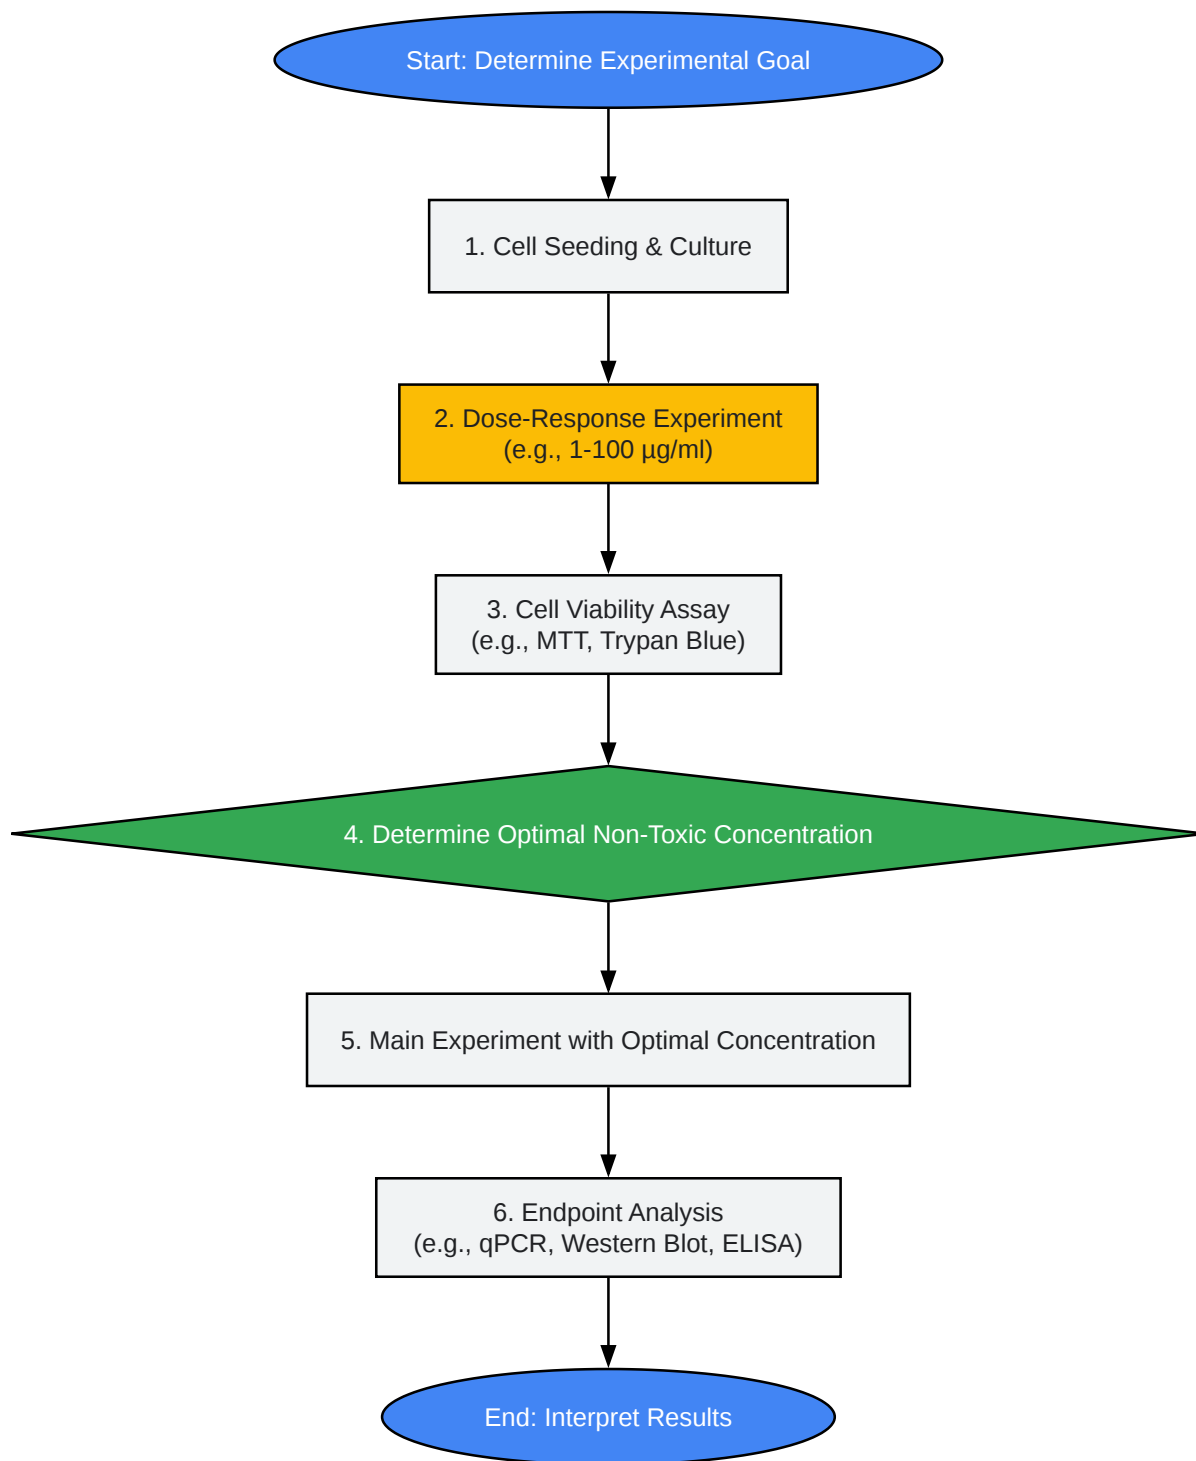 Start: Determine Experimental Goal
1. Cell Seeding & Culture
2. Dose-Response Experiment
(e.g., 1-100 µg/ml)
3. Cell Viability Assay
(e.g., MTT, Trypan Blue)
4. Determine Optimal Non-Toxic Concentration
5. Main Experiment with Optimal Concentration
6. Endpoint Analysis
(e.g., qPCR, Western Blot, ELISA)
End: Interpret Results